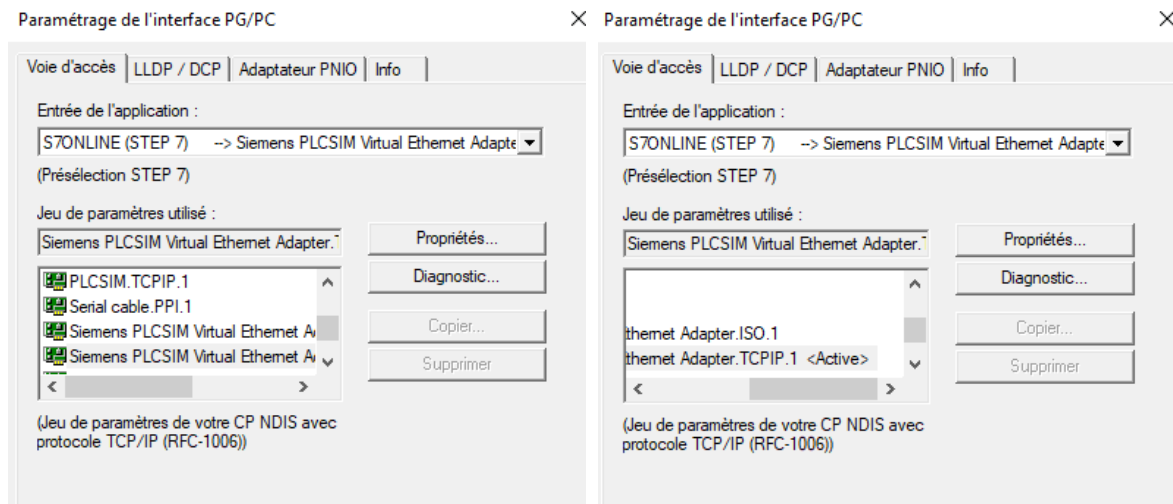 Paramétrage de l'interface PG/PC
Voie d'accès LLDP / DCP Adaptateur PNIO Info
Entrée de l'application :
S7ONLINE (STEP 7) --> Siemens PLCSIM Virtual Ethernet Adapte
(Présélection STEP 7)
Jeu de paramètres utilisé :
Siemens PLCSIM Virtual Ethernet Adapter.
Propriétés...
Diagnostic...
PLCSIM.TCPIP.1
Serial cable.PPI.1
Siemens PLCSIM Virtual Ethernet A
Siemens PLCSIM Virtual Ethernet A
Copier...
Supprimer
(Jeu de paramètres de votre CP NDIS avec
protocole TCP/IP (RFC-1006))
Paramétrage de l'interface PG/PC
Voie d'accès LLDP / DCP Adaptateur PNIO Info
Entrée de l'application :
S7ONLINE (STEP 7) --> Siemens PLCSIM Virtual Ethernet Adapte
(Présélection STEP 7)
Jeu de paramètres utilisé :
Siemens PLCSIM Virtual Ethernet Adapter.
Propriétés...
Diagnostic...
thernet Adapter.ISO.1
thernet Adapter.TCPIP.1 <Active>
Copier...
Supprimer
(Jeu de paramètres de votre CP NDIS avec
protocole TCP/IP (RFC-1006))